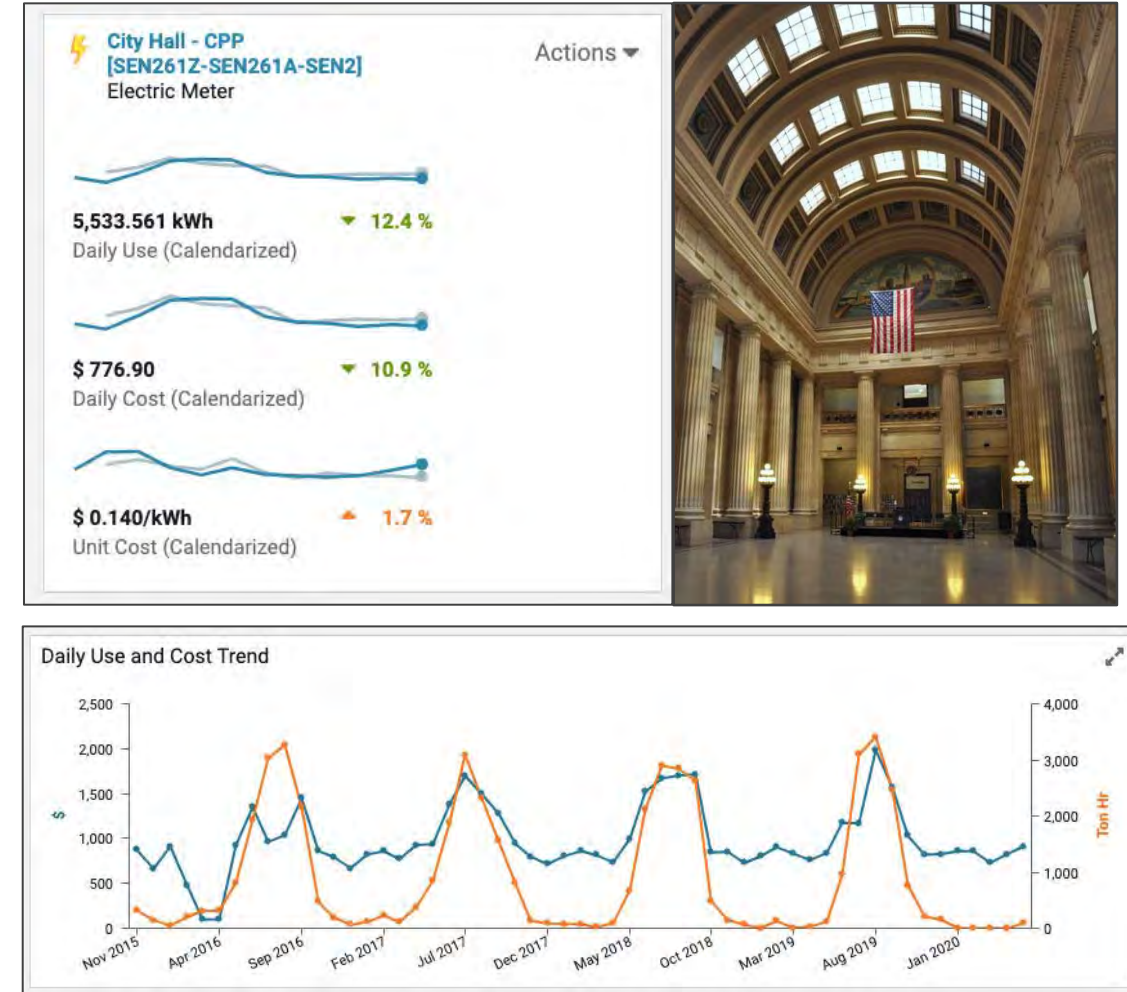 City Hall - CPP
[SEN261Z-SEN261A-SEN2]
Electric Meter
Actions
5,533.561 kWh
12.4 %
Daily Use (Calendarized)
$ 776.90
10.9 %
Daily Cost (Calendarized)
$ 0.140/kWh
1.7 %
Unit Cost (Calendarized)
Daily Use and Cost Trend
2,500
2,000
1,500
1,000
500
0
$
4,000
3,000
2,000
1,000
0
Ton Hr
Nov 2015
Apr 2016
Sep 2016
Feb 2017
Jul 2017
Dec 2017
May 2018
Oct 2018
Mar 2019
Aug 2019
Jan 2020